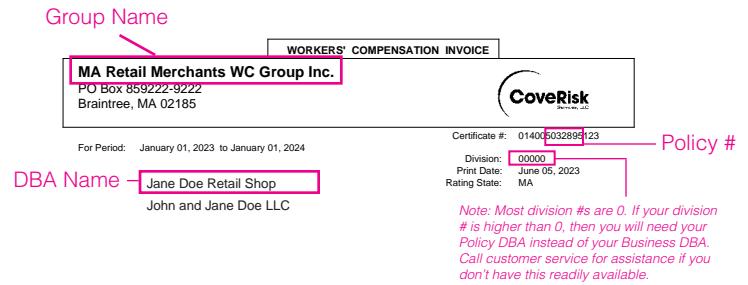 Group Name
WORKERS' COMPENSATION INVOICE
MA Retail Merchants WC Group Inc.
PO Box 859222-9222
Braintree, MA 02185
CoveRisk
Services, LLC
Certificate #: 014005032895123
Policy #
For Period: January 01, 2023 to January 01, 2024
Division: 00000
Print Date: June 05, 2023
Rating State: MA
DBA Name
Jane Doe Retail Shop
John and Jane Doe LLC
Note: Most division #s are 0. If your division
# is higher than 0, then you will need your
Policy DBA instead of your Business DBA.
Call customer service for assistance if you
don't have this readily available.